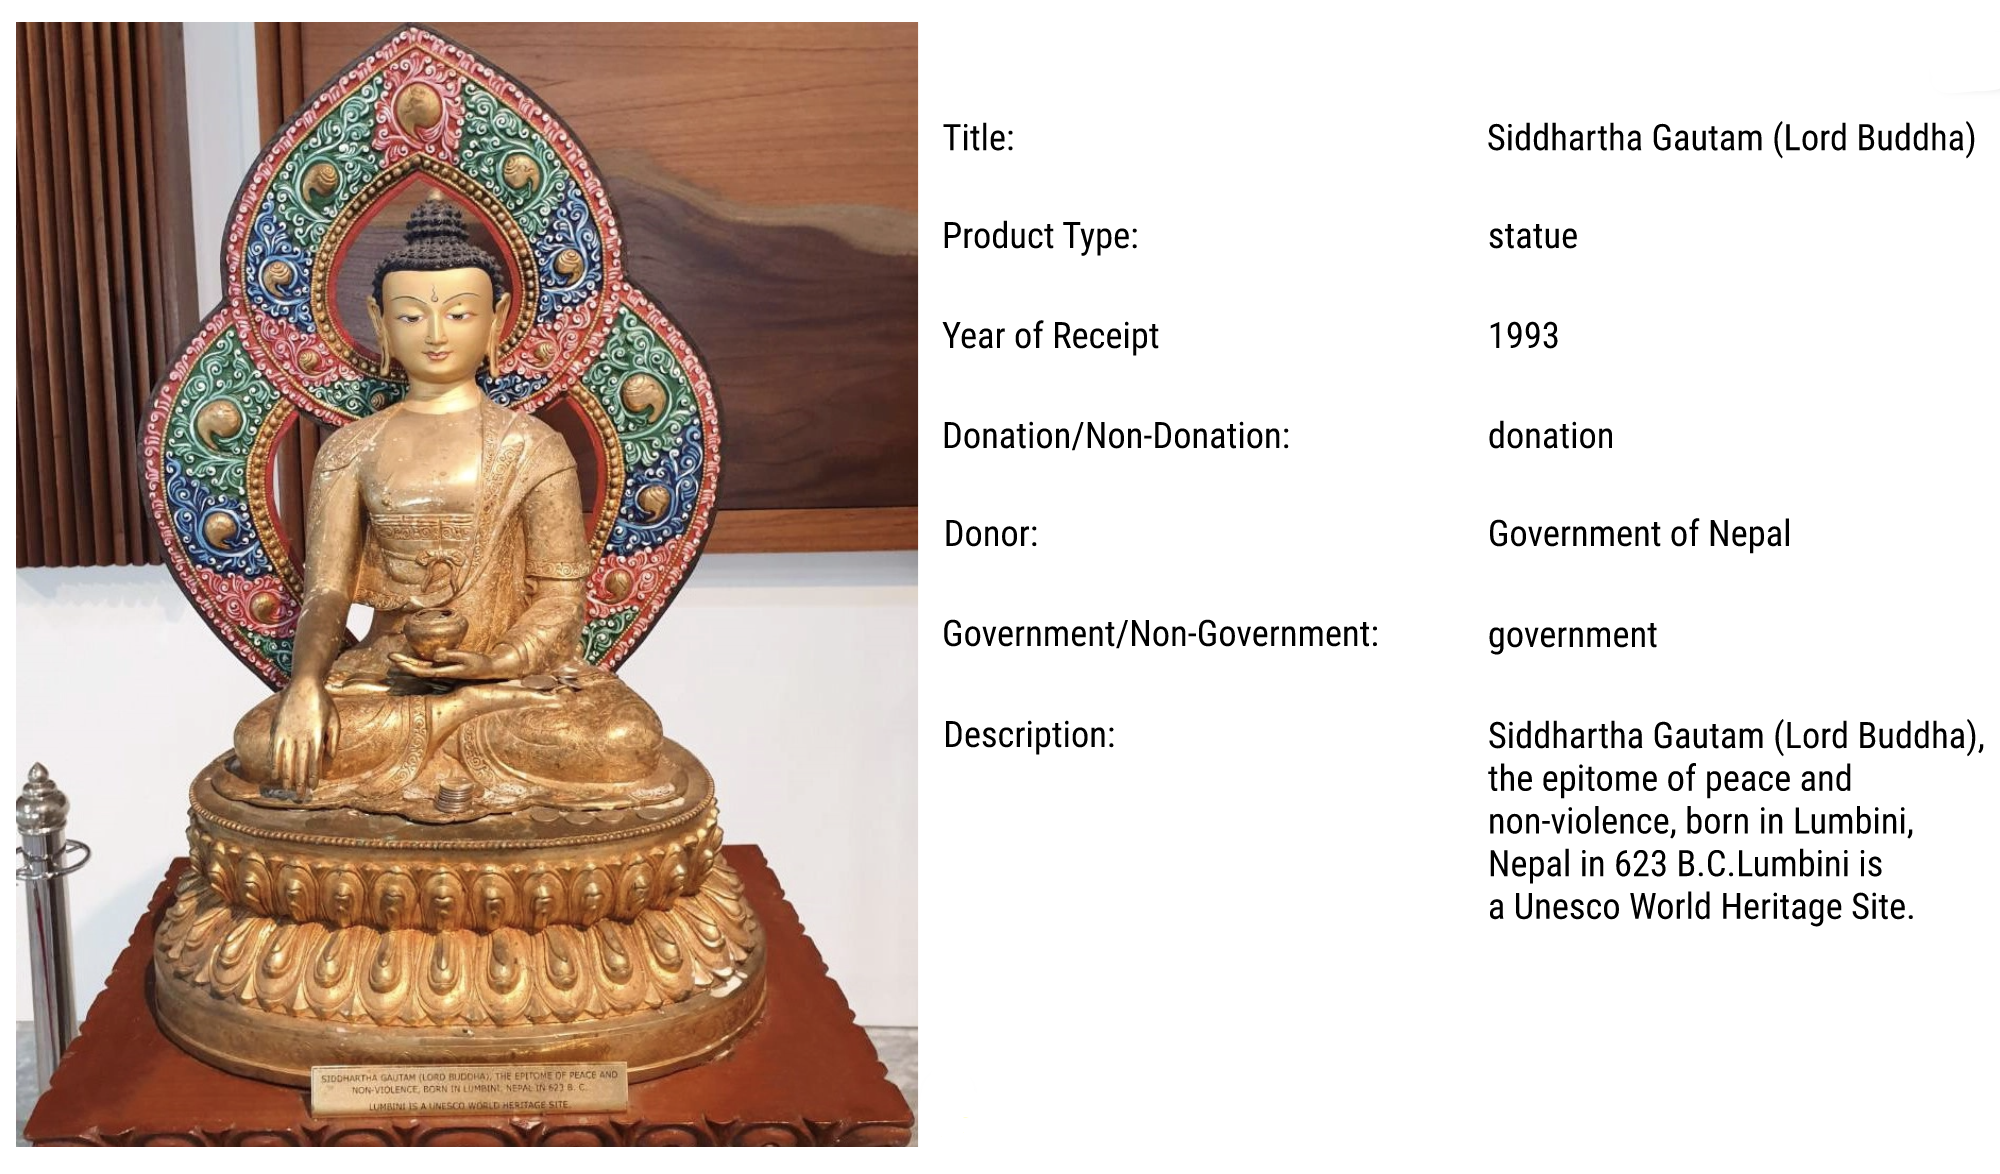 Title: Siddhartha Gautam (Lord Buddha)
Product Type: statue
Year of Receipt 1993
Donation/Non-Donation: donation
Donor: Government of Nepal
Government/Non-Government: government
Description: Siddhartha Gautam (Lord Buddha),
the epitome of peace and
non-violence, born in Lumbini,
Nepal in 623 B.C.Lumbini is
a Unesco World Heritage Site.
SIDDHARTHA GAUTAM (LORD BUDDHA), THE EPITOME OF PEACE AND
NON-VIOLENCE, BORN IN LUMBINI, NEPAL IN 623 B. C.
LUMBINI IS A UNESCO WORLD HERITAGE SITE.